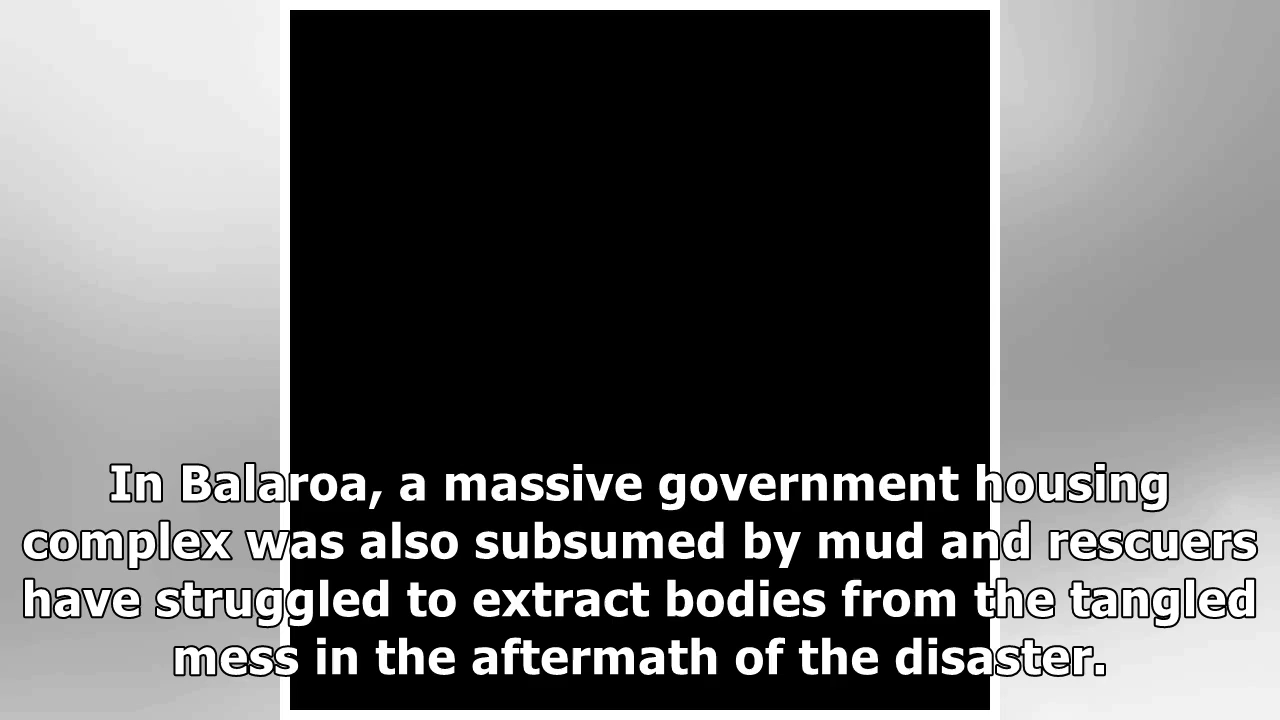 In Balaroa, a massive government housing
complex was also subsumed by mud and rescuers
have struggled to extract bodies from the tangled
mess in the aftermath of the disaster.